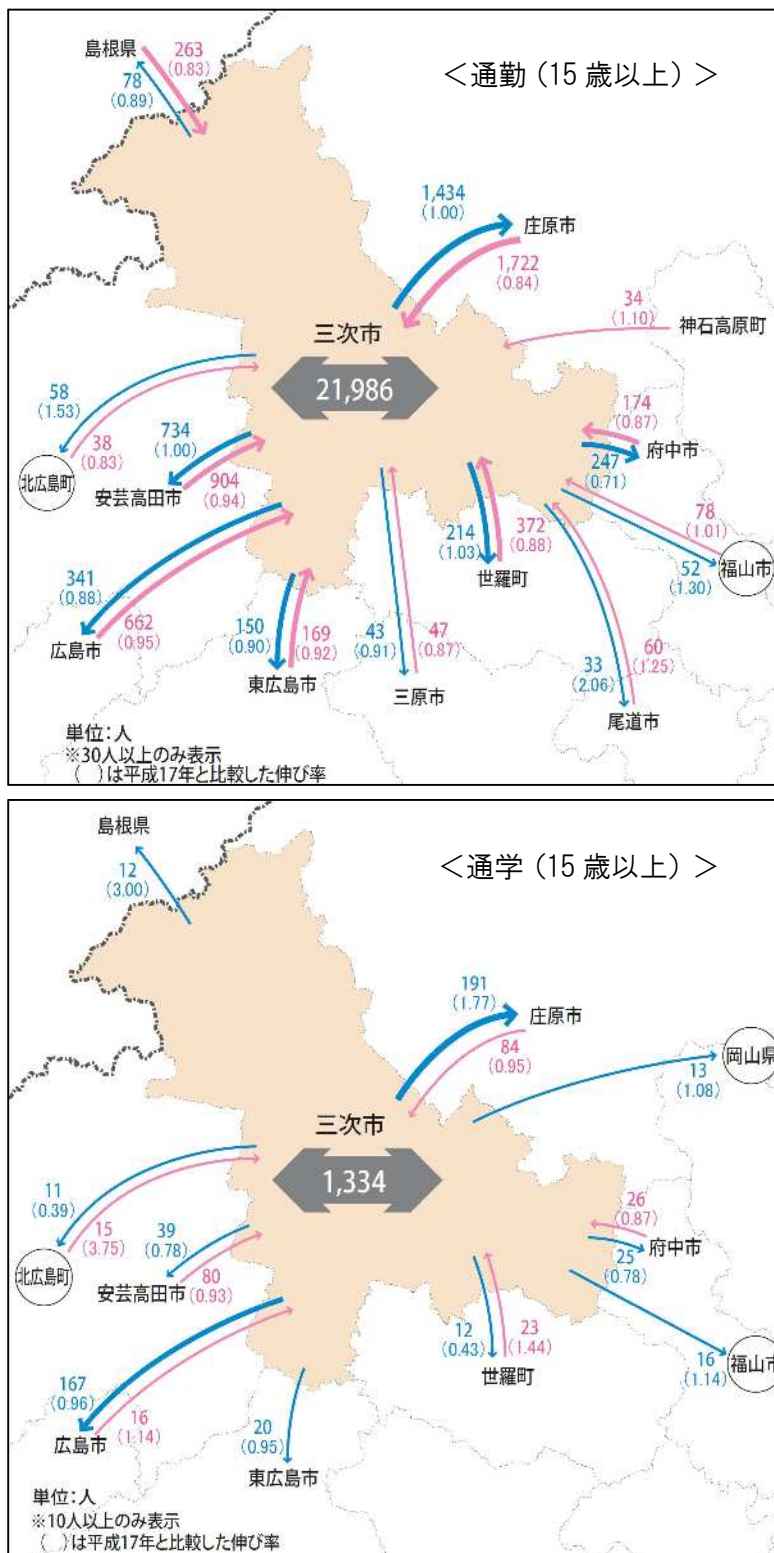 ＜通勤（15歳以上）＞
島根県
263
(0.83)
78
(0.89)
1,434
(1.00)
庄原市
1,722
(0.84)
34
(1.10)
神石高原町
三次市
21,986
58
(1.53)
38
(0.83)
北広島町
734
(1.00)
904
(0.94)
安芸高田市
174
(0.87)
府中市
247
(0.71)
78
(1.01)
福山市
52
(1.30)
214
(1.03)
372
(0.88)
世羅町
341
(0.88)
662
(0.95)
広島市
150
(0.90)
169
(0.92)
東広島市
43
(0.91)
47
(0.87)
三原市
33
(2.06)
60
(1.25)
尾道市
単位：人
※30人以上のみ表示
（　）は平成17年と比較した伸び率
＜通学（15歳以上）＞
島根県
12
(3.00)
191
(1.77)
庄原市
84
(0.95)
岡山県
13
(1.08)
三次市
1,334
11
(0.39)
15
(3.75)
北広島町
39
(0.78)
80
(0.93)
安芸高田市
26
(0.87)
府中市
25
(0.78)
12
(0.43)
23
(1.44)
世羅町
16
(1.14)
福山市
167
(0.96)
16
(1.14)
広島市
20
(0.95)
東広島市
単位：人
※10人以上のみ表示
（　）は平成17年と比較した伸び率